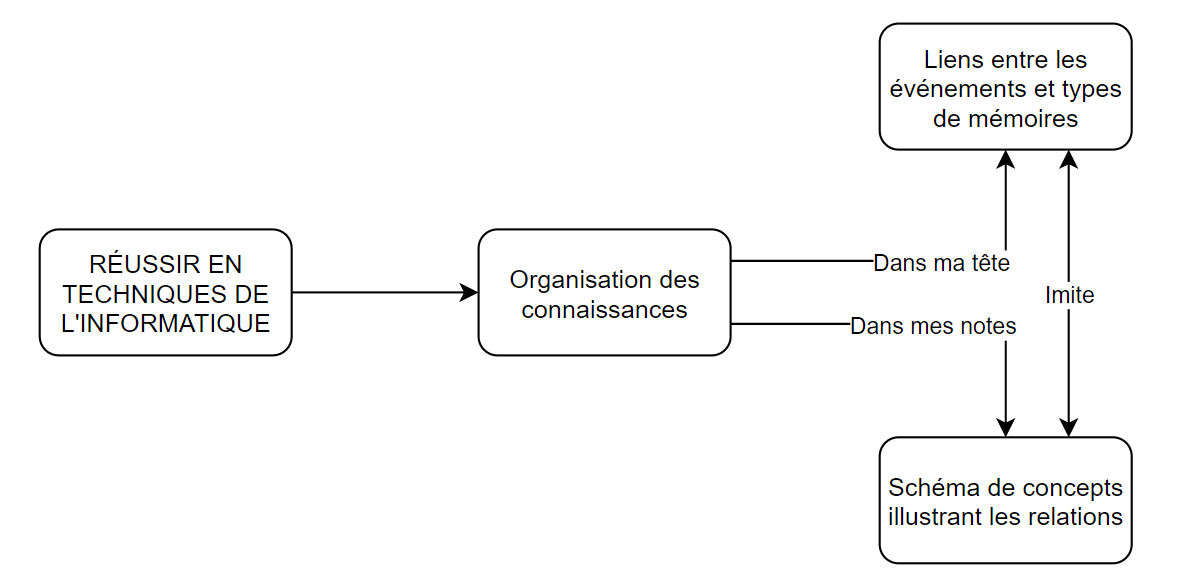 Liens entre les
événements et types
de mémoires
RÉUSSIR EN
TECHNIQUES DE
L'INFORMATIQUE
Organisation des
connaissances
Dans ma tête
Imite
Dans mes notes
Schéma de concepts
illustrant les relations